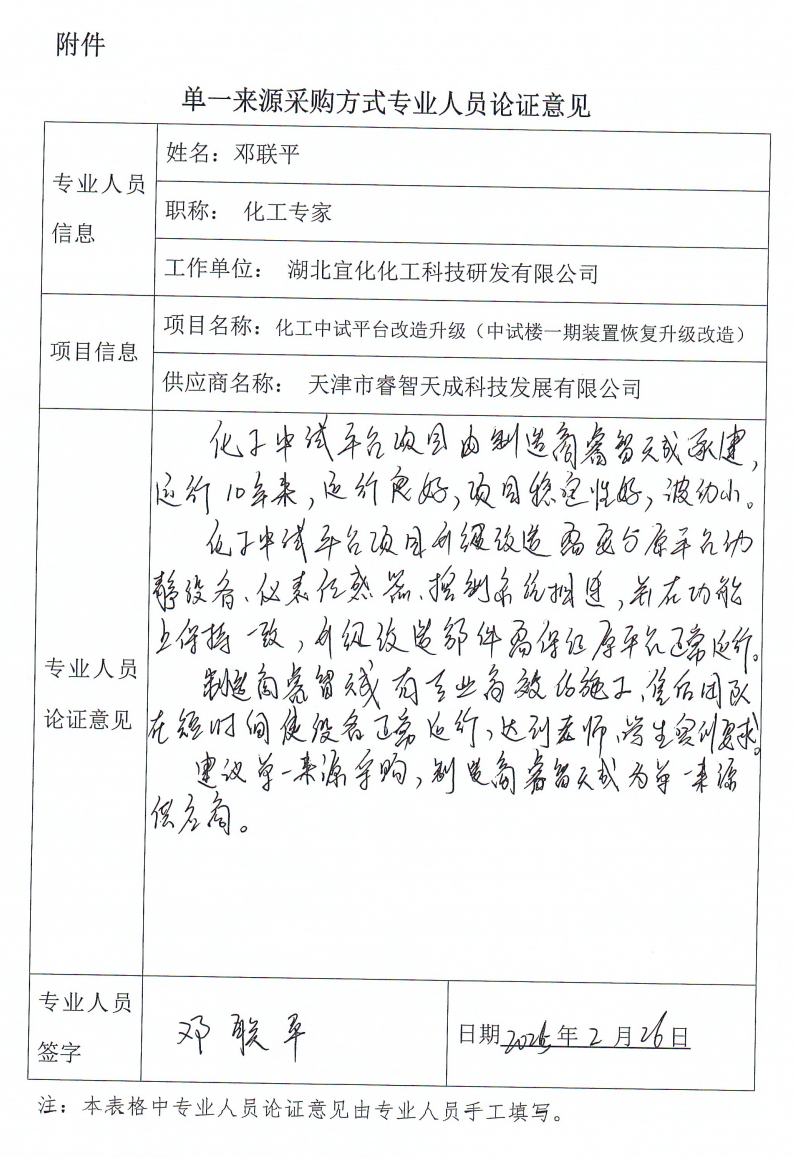 附件
单一来源采购方式专业人员论证意见
专业人员
信息
姓名：邓联平
职称： 化工专家
工作单位： 湖北宜化化工科技研发有限公司
项目信息
项目名称：化工中试平台改造升级（中试楼一期装置恢复升级改造）
供应商名称： 天津市睿智天成科技发展有限公司
专业人员
论证意见
化工中试平台项目由制造商睿智天成承建，
运行10年来，运行良好，项目稳定性好，波动小。
化工中试平台项目升级改造需要与原平台动
静设备、仪表传感器、控制系统相连，并在功能
上保持一致，升级改造部件需保证原平台正常运行。
制造商睿智天成有专业高效的施工、售后团队
在短时间使设备正常运行，达到老师、学生实训要求。
建议单一来源采购，制造商睿智天成为单一来源
供应商。
专业人员
签字
邓联平
日期 年 2 月 26 日
注：本表格中专业人员论证意见由专业人员手工填写。